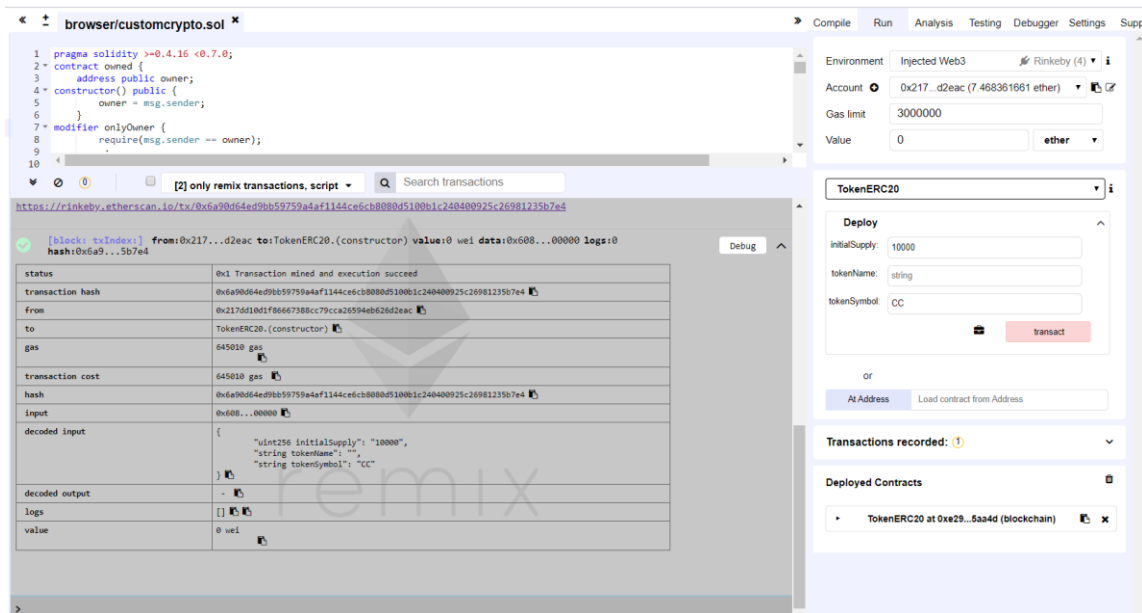 browser/customcrypto.sol
Compile Run Analysis Testing Debugger Settings Supp
1 pragma solidity >=0.4.16 <0.7.0;
2 contract owned {
3 address public owner;
4 constructor() public {
5 owner = msg.sender;
6 }
7 modifier onlyOwner {
8 require(msg.sender == owner);
9
10
0
[2] only remix transactions, script
Search transactions
https://rinkeby.etherscan.io/tx/0x6a90d64ed9bb59759a4af1144ce6cb8080d5100b1c240400925c26981235b7e4
[block: txIndex:] from:0x217...d2eac to:TokenERC20.(constructor) value:0 wei data:0x608...00000 logs:0
hash:0x6a9...5b7e4
Debug
status 0x1 Transaction mined and execution succeed
transaction hash 0x6a90d64ed9bb59759a4af1144ce6cb8080d5100b1c240400925c26981235b7e4
from 0x217dd10d1f86667388cc79cca26594eb626d2eac
to TokenERC20.(constructor)
gas 645010 gas
transaction cost 645010 gas
hash 0x6a90d64ed9bb59759a4af1144ce6cb8080d5100b1c240400925c26981235b7e4
input 0x608...00000
decoded input {
"uint256 initialSupply": "10000",
"string tokenName": "",
"string tokenSymbol": "CC"
}
decoded output -
logs []
value 0 wei
remix
>
Environment Injected Web3 Rinkeby (4) i
Account 0x217...d2eac (7.468361661 ether)
Gas limit 3000000
Value 0 ether
TokenERC20 i
Deploy
initialSupply: 10000
tokenName: string
tokenSymbol: CC
transact
or
At Address Load contract from Address
Transactions recorded: 1
Deployed Contracts
TokenERC20 at 0xe29...5aa4d (blockchain)